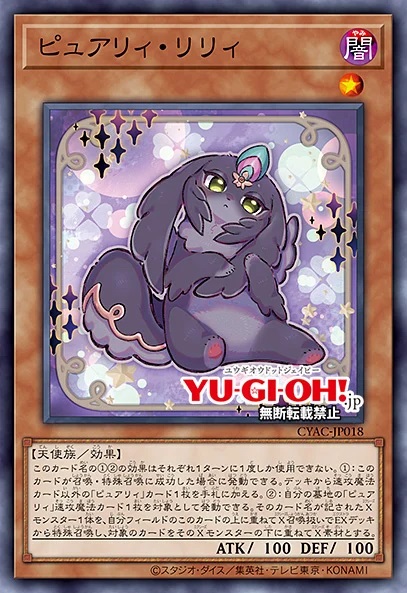 ピュアリィ・リリィ
やみ
闇
ユウギオウドットジェイピー
YU-GI-OH!.jp
無断転載禁止
CYAC-JP018
【天使族／効果】
このカード名の①②の効果はそれぞれ1ターンに1度しか使用できない。①：こ
のカードが召喚・特殊召喚に成功した場合に発動できる。デッキから速攻魔法
カード以外の「ピュアリィ」カード1枚を手札に加える。②：自分の墓地の「ピュア
リィ」速攻魔法カード1枚を対象として発動できる。そのカード名が記されたX
モンスター1体を、自分フィールドのこのカードの上に重ねてX召喚扱いでEXデッキ
から特殊召喚し、対象のカードをそのXモンスターの下に重ねてX素材とする。
ATK/ 100 DEF/ 100
©スタジオ・ダイス／集英社・テレビ東京・KONAMI